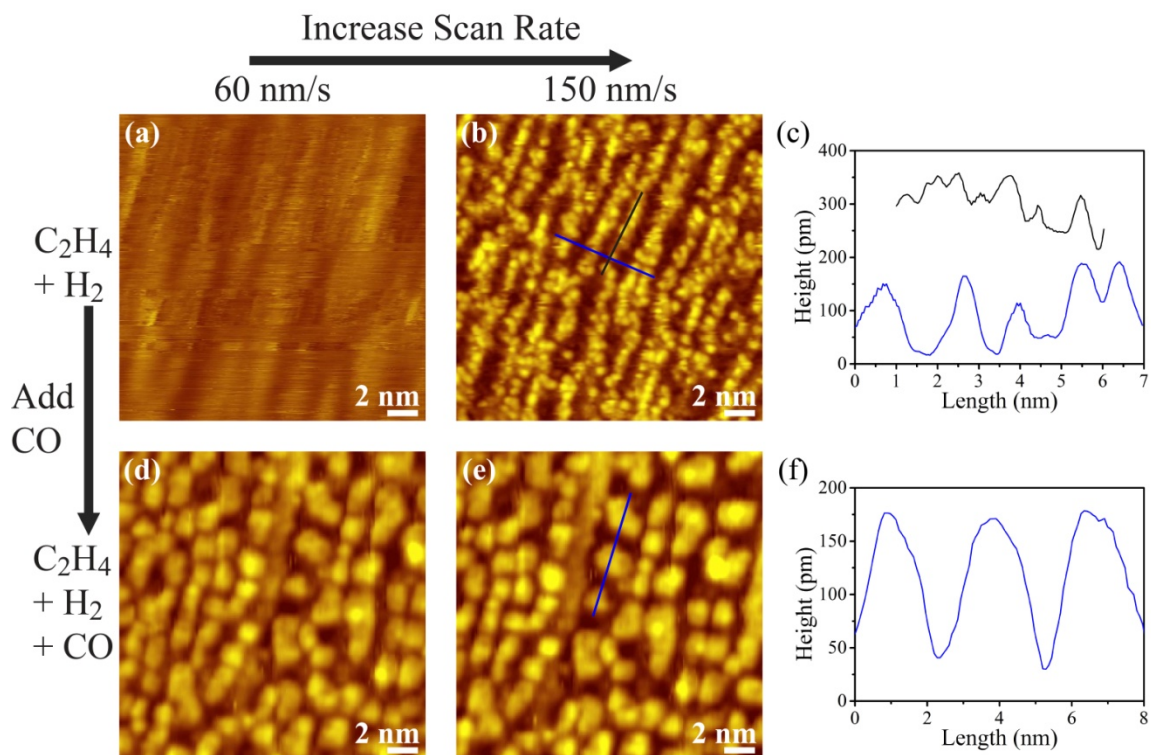 Increase Scan Rate
60 nm/s
150 nm/s
(a)
2 nm
(b)
2 nm
(c)
400
300
200
100
0
Height (pm)
0 1 2 3 4 5 6 7
Length (nm)
C₂H₄
+ H₂
Add
CO
C₂H₄
+ H₂
+ CO
(d)
2 nm
(e)
2 nm
(f)
200
150
100
50
0
Height (pm)
0 2 4 6 8
Length (nm)